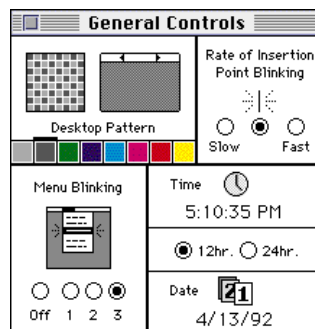 General Controls
Rate of Insertion
Point Blinking
Desktop Pattern
Slow Fast
Menu Blinking
Time
5:10:35 PM
12hr. 24hr.
Off 1 2 3
Date 21
4/13/92